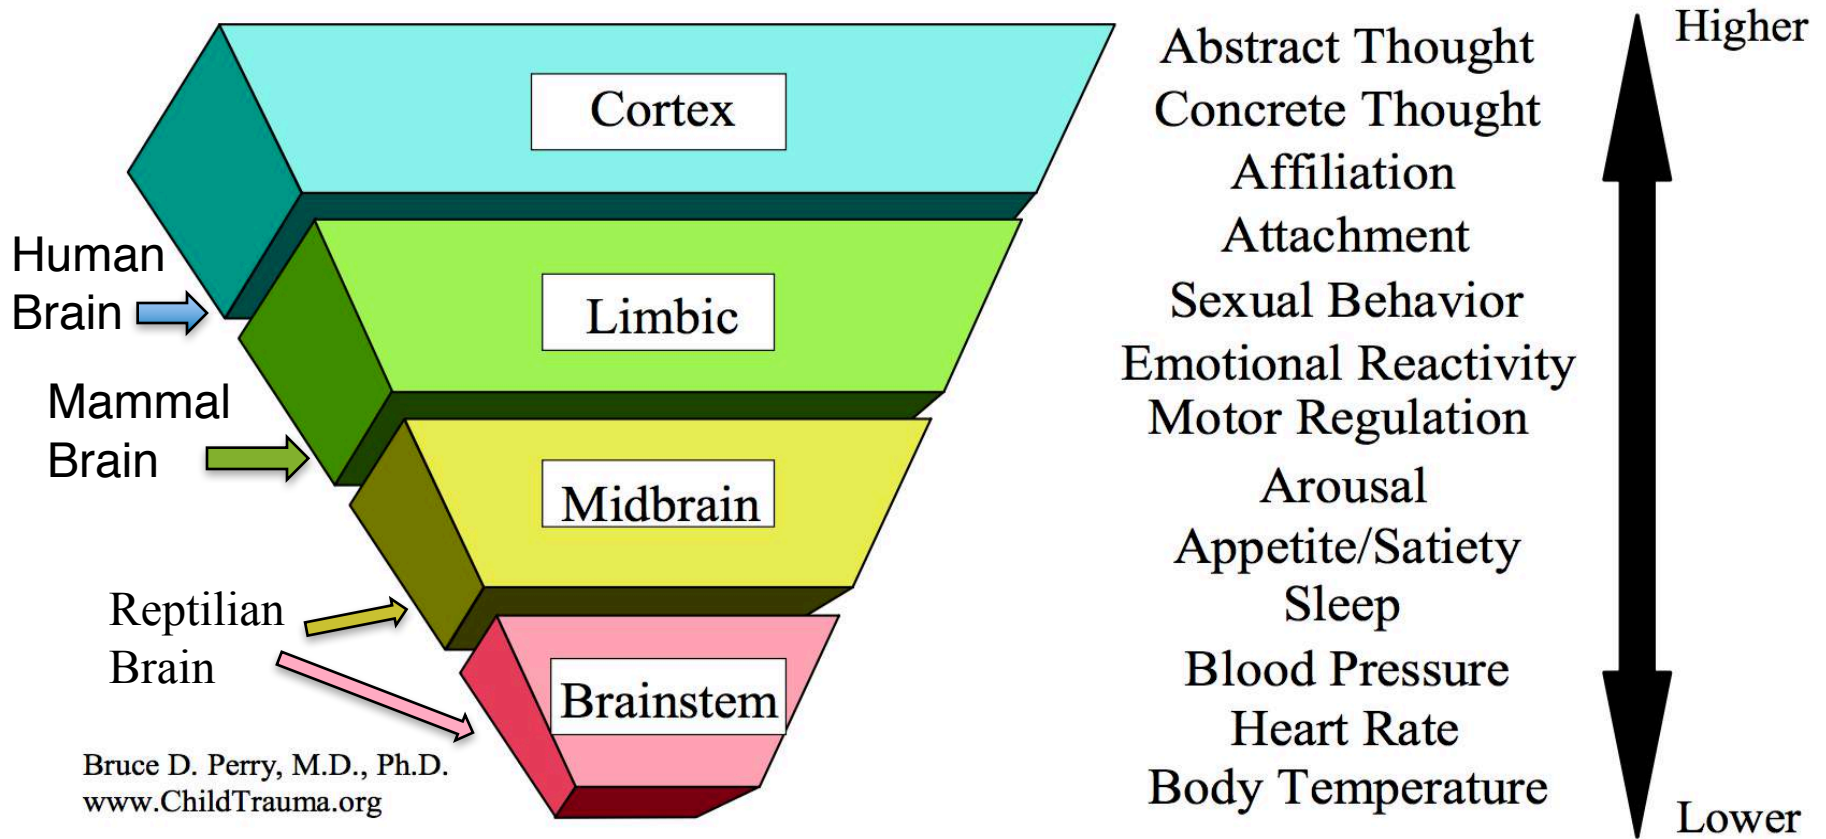 Higher
Abstract Thought
Cortex
Concrete Thought
Affiliation
Attachment
Human
Brain
Sexual Behavior
Limbic
Emotional Reactivity
Motor Regulation
Mammal
Brain
Arousal
Midbrain
Appetite/Satiety
Sleep
Reptilian
Brain
Blood Pressure
Brainstem
Heart Rate
Body Temperature
Bruce D. Perry, M.D., Ph.D.
www.ChildTrauma.org
Lower